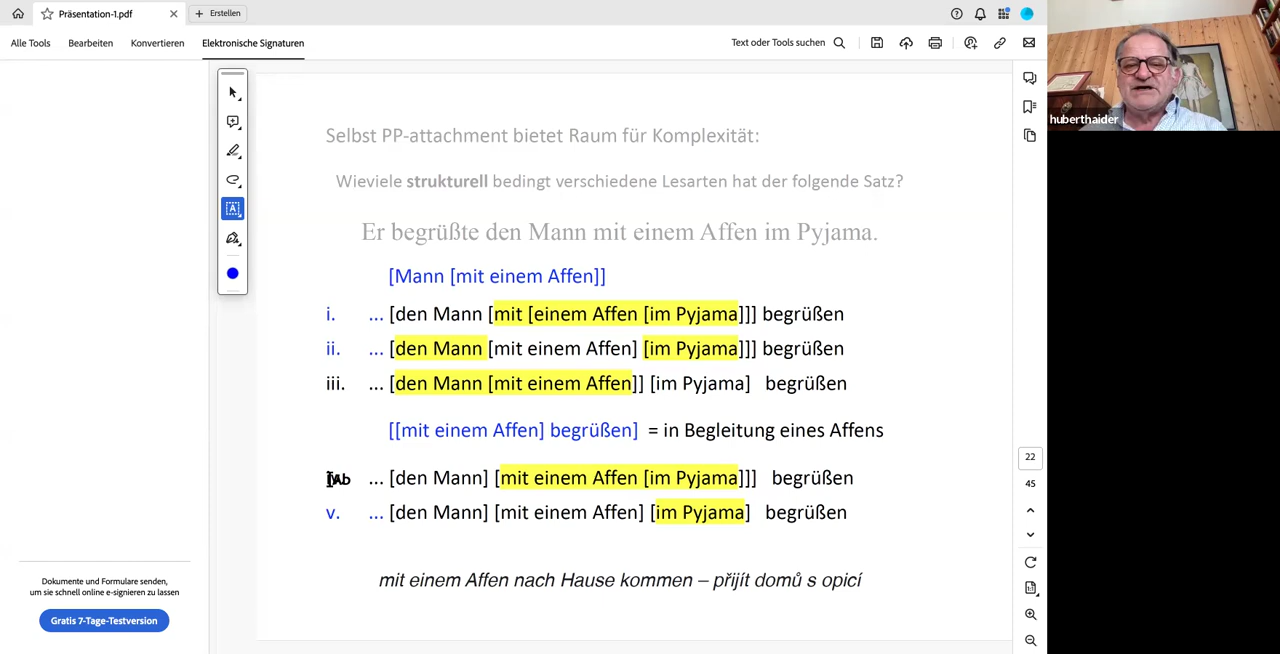 Präsentation-1.pdf
Erstellen
Alle Tools
Bearbeiten
Konvertieren
Elektronische Signaturen
Text oder Tools suchen
huberthaider
Selbst PP-attachment bietet Raum für Komplexität:
Wieviele strukturell bedingt verschiedene Lesarten hat der folgende Satz?
Er begrüßte den Mann mit einem Affen im Pyjama.
[Mann [mit einem Affen]]
i. ... [den Mann [mit [einem Affen [im Pyjama]]] begrüßen
ii. ... [den Mann [mit einem Affen] [im Pyjama]]] begrüßen
iii. ... [den Mann [mit einem Affen]] [im Pyjama] begrüßen
[[mit einem Affen] begrüßen] = in Begleitung eines Affens
... [den Mann] [mit einem Affen [im Pyjama]]] begrüßen
v. ... [den Mann] [mit einem Affen] [im Pyjama] begrüßen
mit einem Affen nach Hause kommen – přijít domů s opicí
22
45
Dokumente und Formulare senden,
um sie schnell online e-signieren zu lassen
Gratis 7-Tage-Testversion